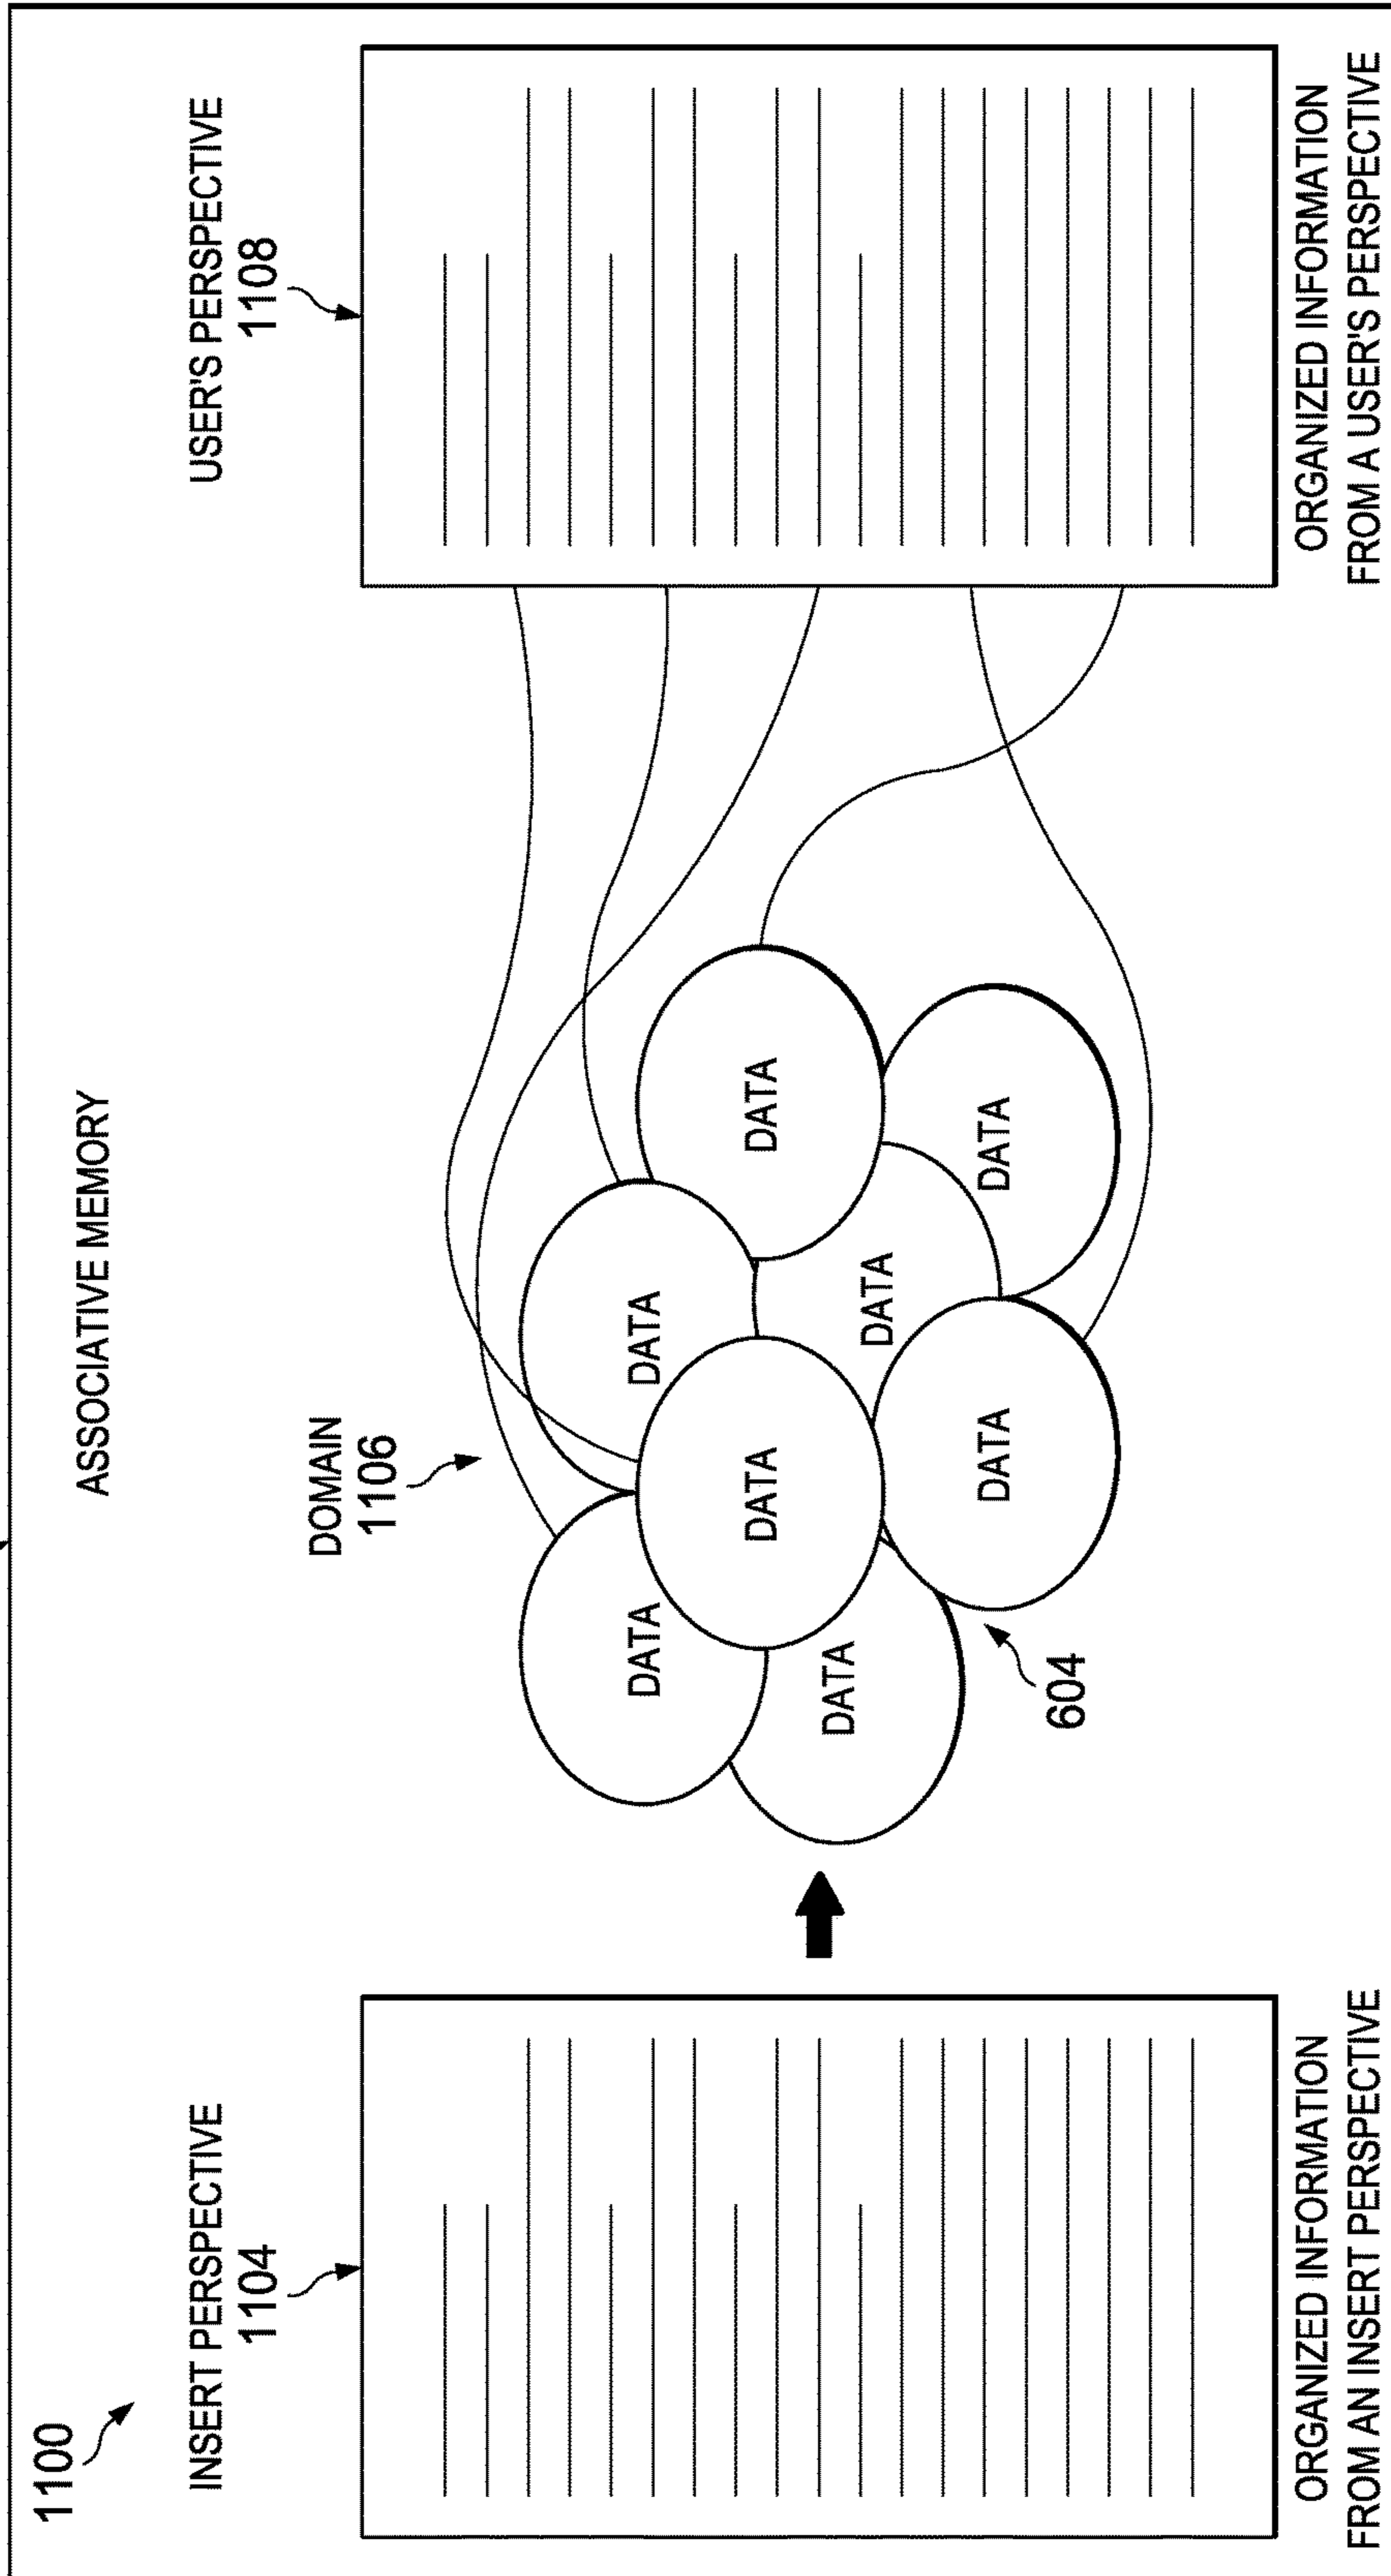 1100
ASSOCIATIVE MEMORY
INSERT PERSPECTIVE
1104
DOMAIN
1106
USER'S PERSPECTIVE
1108
DATA
DATA
DATA
DATA
DATA
DATA
DATA
DATA
604
ORGANIZED INFORMATION
FROM AN INSERT PERSPECTIVE
ORGANIZED INFORMATION
FROM A USER'S PERSPECTIVE